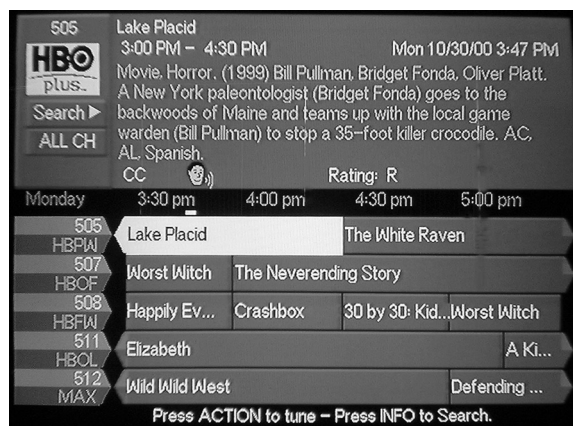 505
Lake Placid
3:00 PM – 4:30 PM
Mon 10/30/00 3:47 PM
HBO
plus
Movie, Horror. (1999) Bill Pullman, Bridget Fonda, Oliver Platt.
A New York paleontologist (Bridget Fonda) goes to the
Search
backwoods of Maine and teams up with the local game
ALL CH
warden (Bill Pullman) to stop a 35-foot killer crocodile. AC,
AL, Spanish.
CC
Rating: R
Monday 3:30 pm 4:00 pm 4:30 pm 5:00 pm
505 HBPW Lake Placid The White Raven
507 HBOF Worst Witch The Neverending Story
508 HBFW Happily Ev... Crashbox 30 by 30: Kid... Worst Witch
511 HBOL Elizabeth A Ki...
512 MAX Wild Wild West Defending ...
Press ACTION to tune – Press INFO to Search.